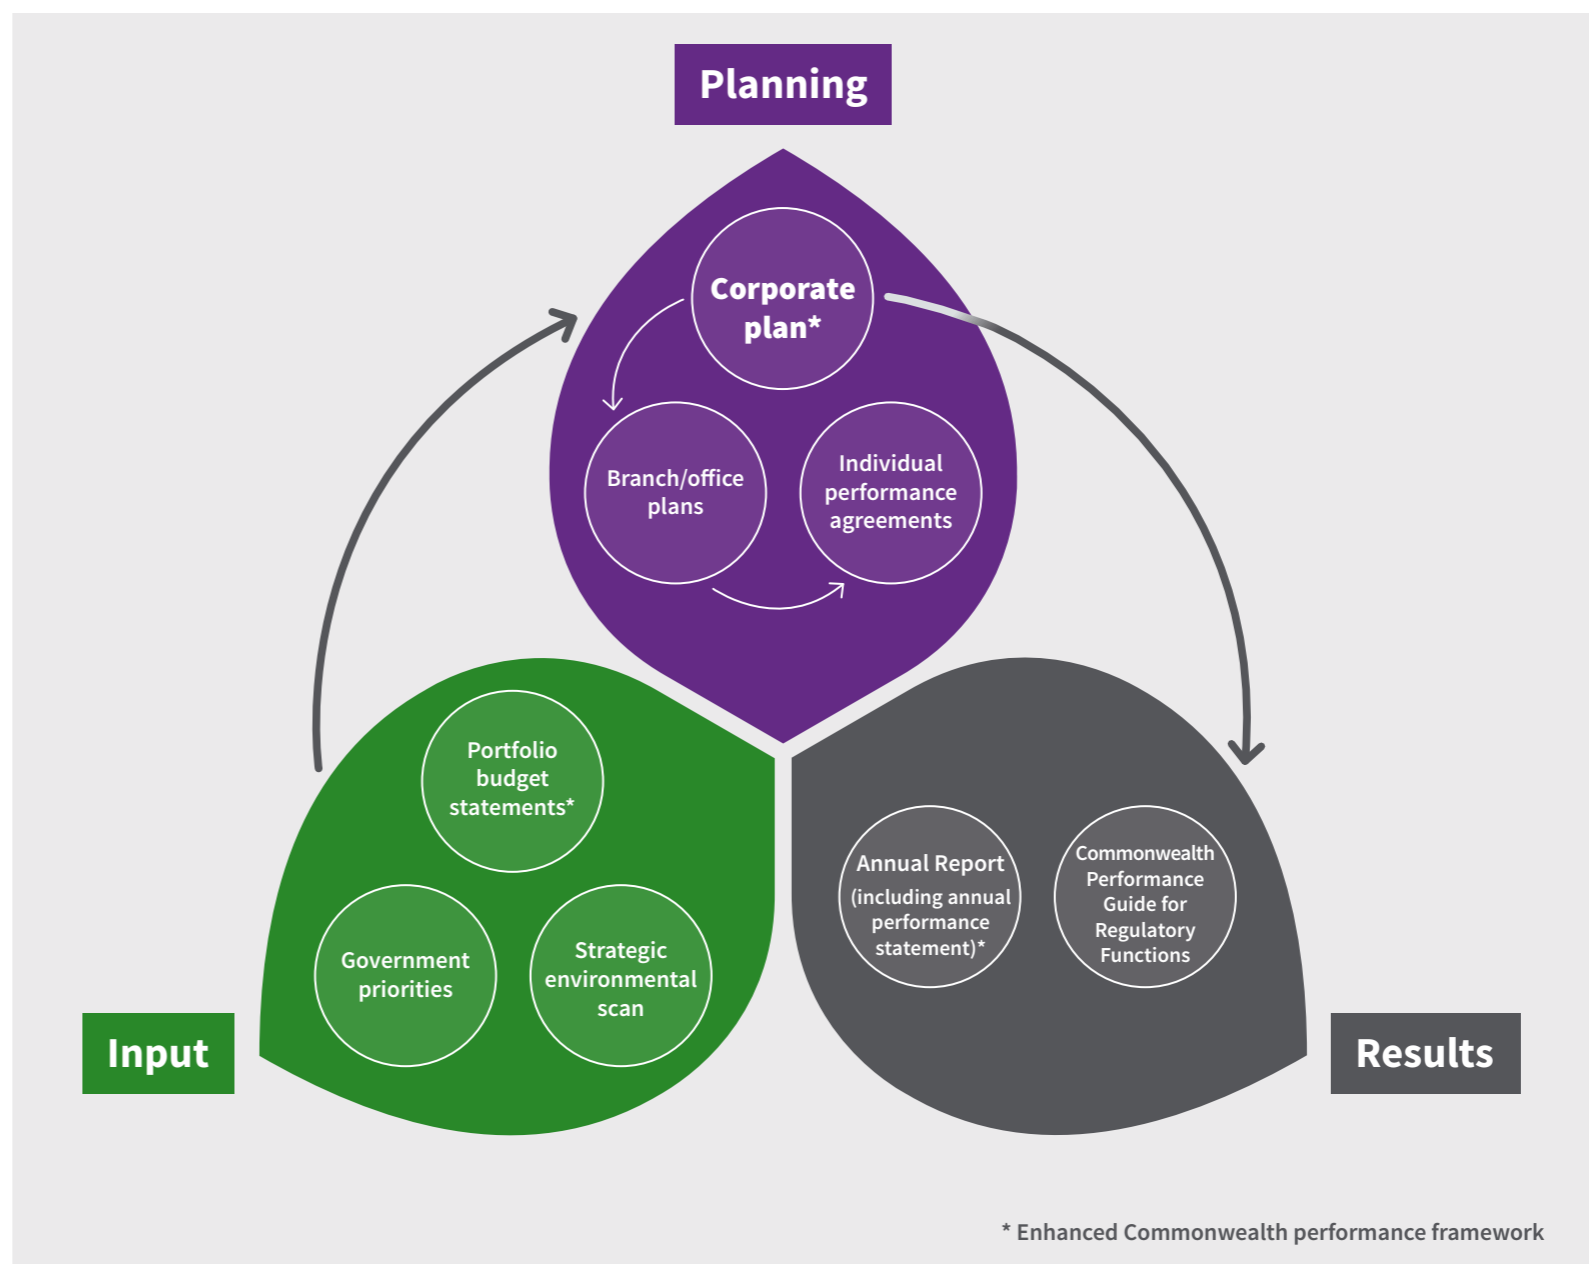 Planning
Corporate
plan*
Branch/office
plans
Individual
performance
agreements
Portfolio
budget
statements*
Government
priorities
Strategic
environmental
scan
Input
Annual Report
(including annual
performance
statement)*
Commonwealth
Performance
Guide for
Regulatory
Functions
Results
* Enhanced Commonwealth performance framework